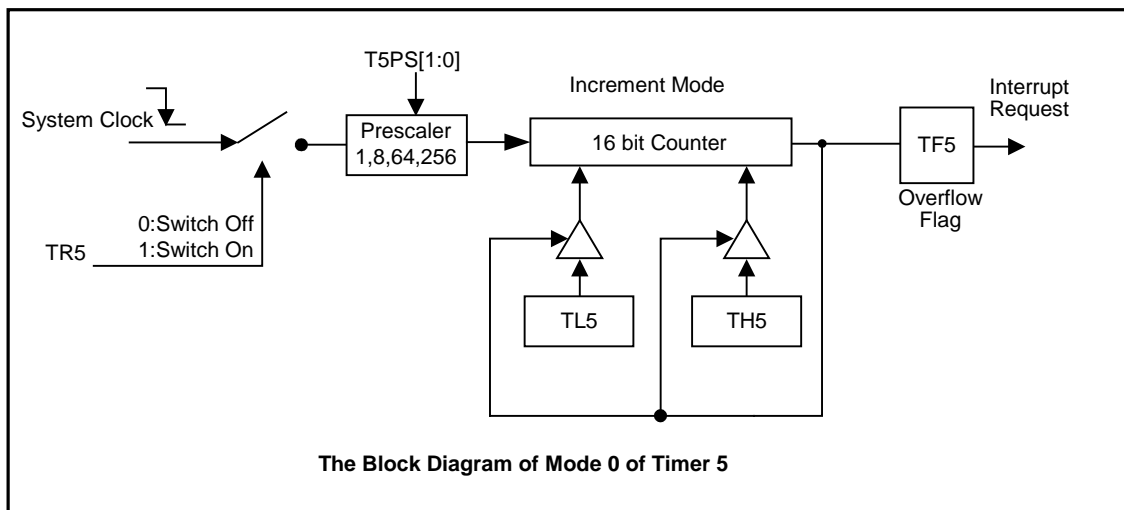 T5PS[1:0]
Increment Mode
Interrupt
Request
System Clock
Prescaler
1,8,64,256
16 bit Counter
TF5
Overflow
Flag
0:Switch Off
1:Switch On
TR5
TL5
TH5
The Block Diagram of Mode 0 of Timer 5